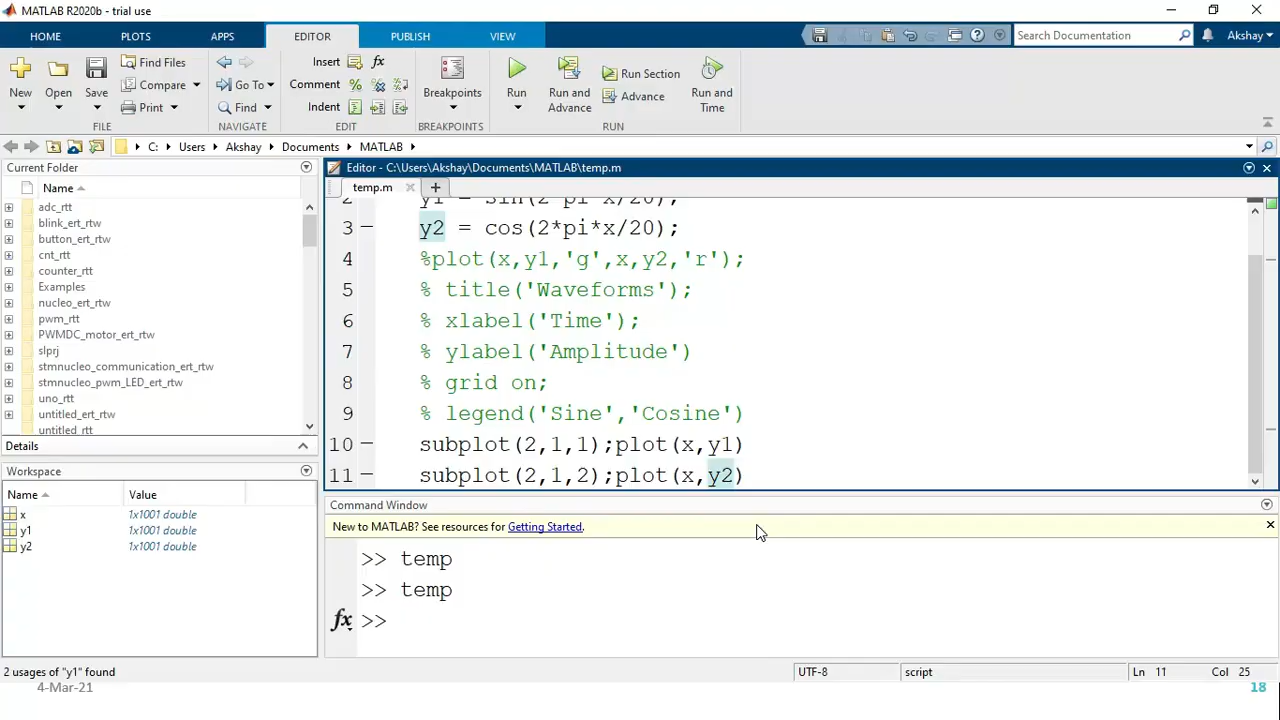 MATLAB R2020b - trial use
HOME PLOTS APPS EDITOR PUBLISH VIEW Search Documentation Akshay
New Open Save Find Files Compare Print Go To Find Insert Comment Indent Breakpoints Run Run and Advance Run Section Advance Run and Time
FILE NAVIGATE EDIT BREAKPOINTS RUN
C: Users Akshay Documents MATLAB
Current Folder
Name
adc_rtt
blink_ert_rtw
button_ert_rtw
cnt_rtt
counter_rtt
Examples
nucleo_ert_rtw
pwm_rtt
PWMDC_motor_ert_rtw
slprj
stmnucleo_communication_ert_rtw
stmnucleo_pwm_LED_ert_rtw
uno_rtt
untitled_ert_rtw
untitled_rtt
Details
Workspace
Name Value
x 1x1001 double
y1 1x1001 double
y2 1x1001 double
Editor - C:\Users\Akshay\Documents\MATLAB\temp.m
temp.m
2 y1 = sin(2*pi*x/20);
3 y2 = cos(2*pi*x/20);
4 %plot(x,y1,'g',x,y2,'r');
5 % title('Waveforms');
6 % xlabel('Time');
7 % ylabel('Amplitude')
8 % grid on;
9 % legend('Sine','Cosine')
10 subplot(2,1,1);plot(x,y1)
11 subplot(2,1,2);plot(x,y2)
Command Window
New to MATLAB? See resources for Getting Started.
>> temp
>> temp
fx >>
2 usages of "y1" found UTF-8 script Ln 11 Col 25
4-Mar-21 18